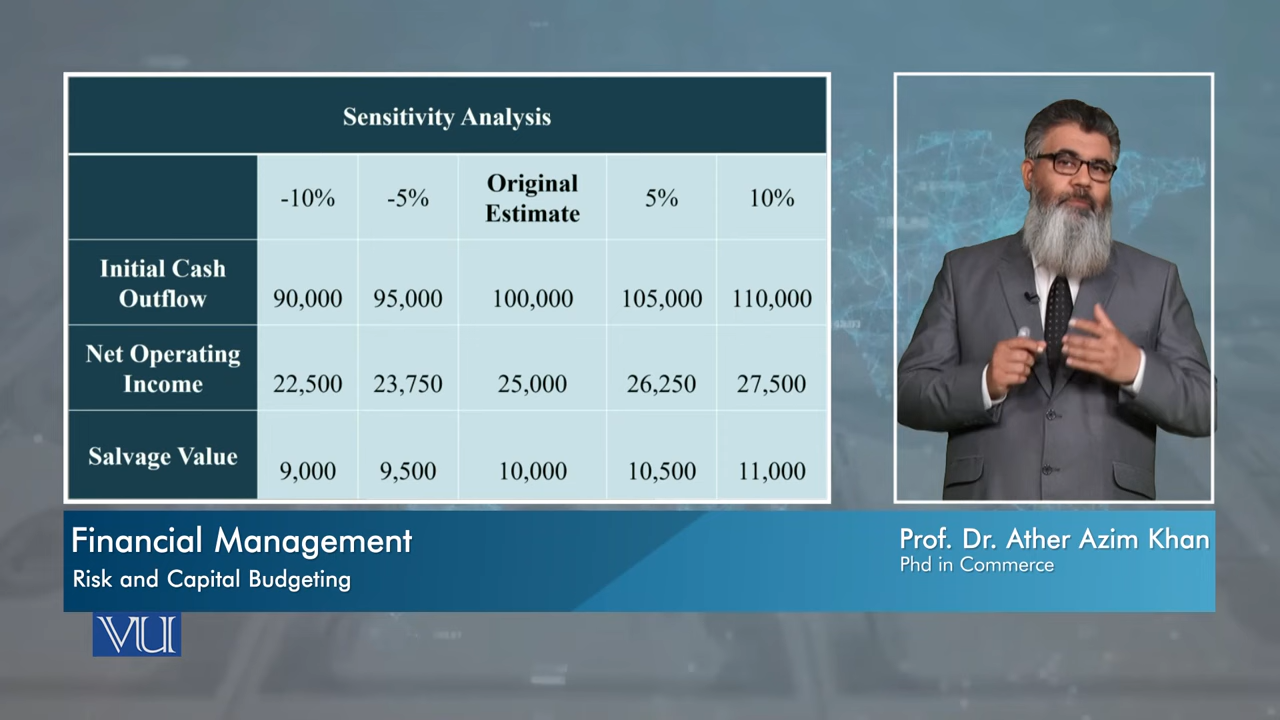 Sensitivity Analysis
-10% -5% Original Estimate 5% 10%
Initial Cash Outflow 90,000 95,000 100,000 105,000 110,000
Net Operating Income 22,500 23,750 25,000 26,250 27,500
Salvage Value 9,000 9,500 10,000 10,500 11,000
Financial Management
Risk and Capital Budgeting
Prof. Dr. Ather Azim Khan
Phd in Commerce
VU